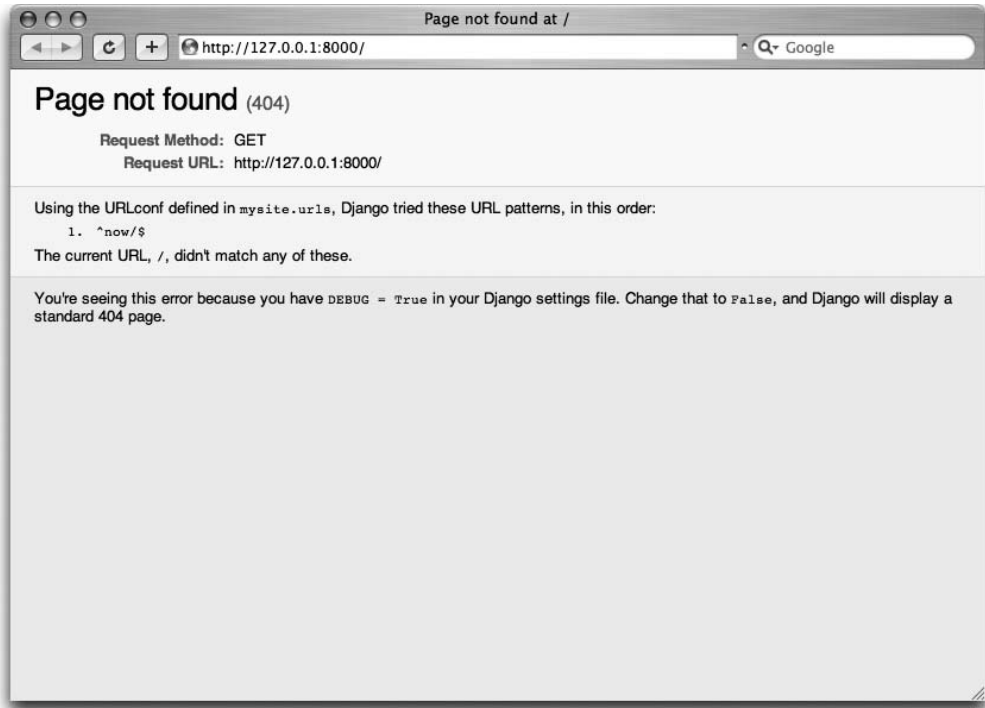 Page not found at /
http://127.0.0.1:8000/
Google
Page not found (404)
Request Method: GET
Request URL: http://127.0.0.1:8000/
Using the URLconf defined in mysite.urls, Django tried these URL patterns, in this order:
1. ^now/$
The current URL, /, didn't match any of these.
You're seeing this error because you have DEBUG = True in your Django settings file. Change that to False, and Django will display a
standard 404 page.